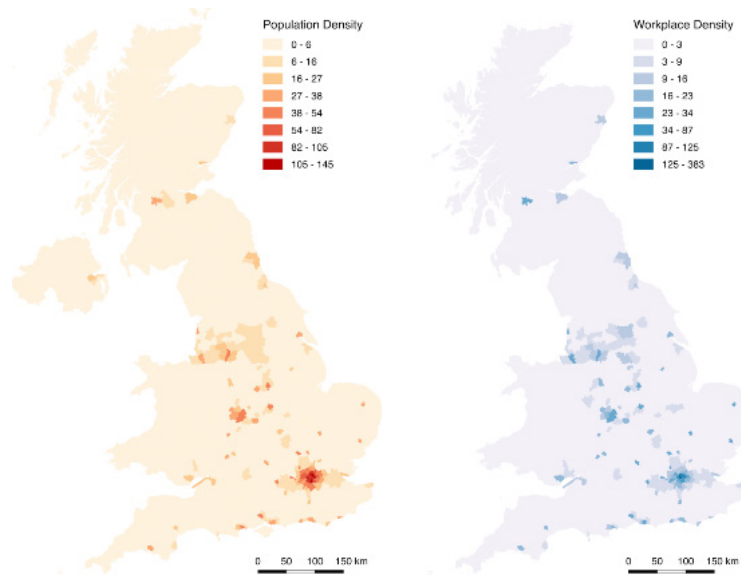 Population Density
0 - 6
6 - 16
16 - 27
27 - 38
38 - 54
54 - 82
82 - 105
105 - 145
0 50 100 150 km
Workplace Density
0 - 3
3 - 9
9 - 16
16 - 23
23 - 34
34 - 87
87 - 125
125 - 383
0 50 100 150 km